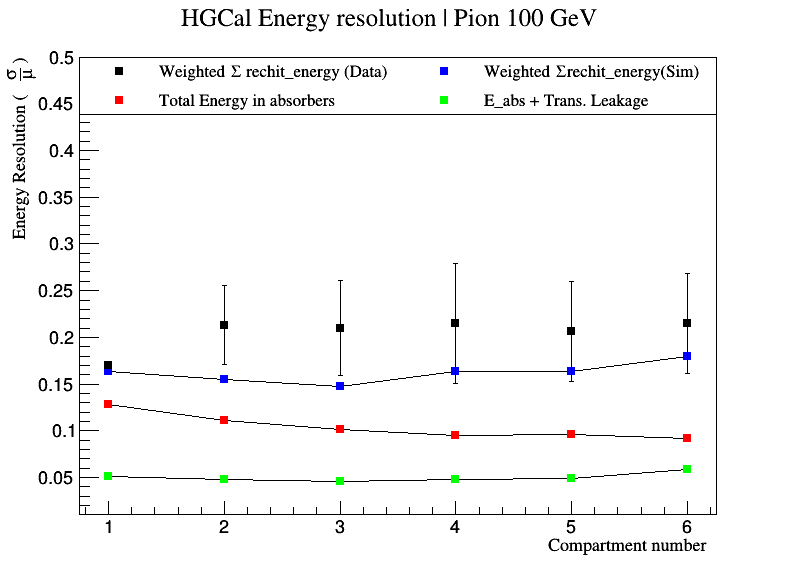 HGCal Energy resolution | Pion 100 GeV
Energy Resolution ( σ/μ )
Weighted Σ rechit_energy (Data)
Weighted Σrechit_energy(Sim)
Total Energy in absorbers
E_abs + Trans. Leakage
0.5
0.45
0.4
0.35
0.3
0.25
0.2
0.15
0.1
0.05
1 2 3 4 5 6
Compartment number